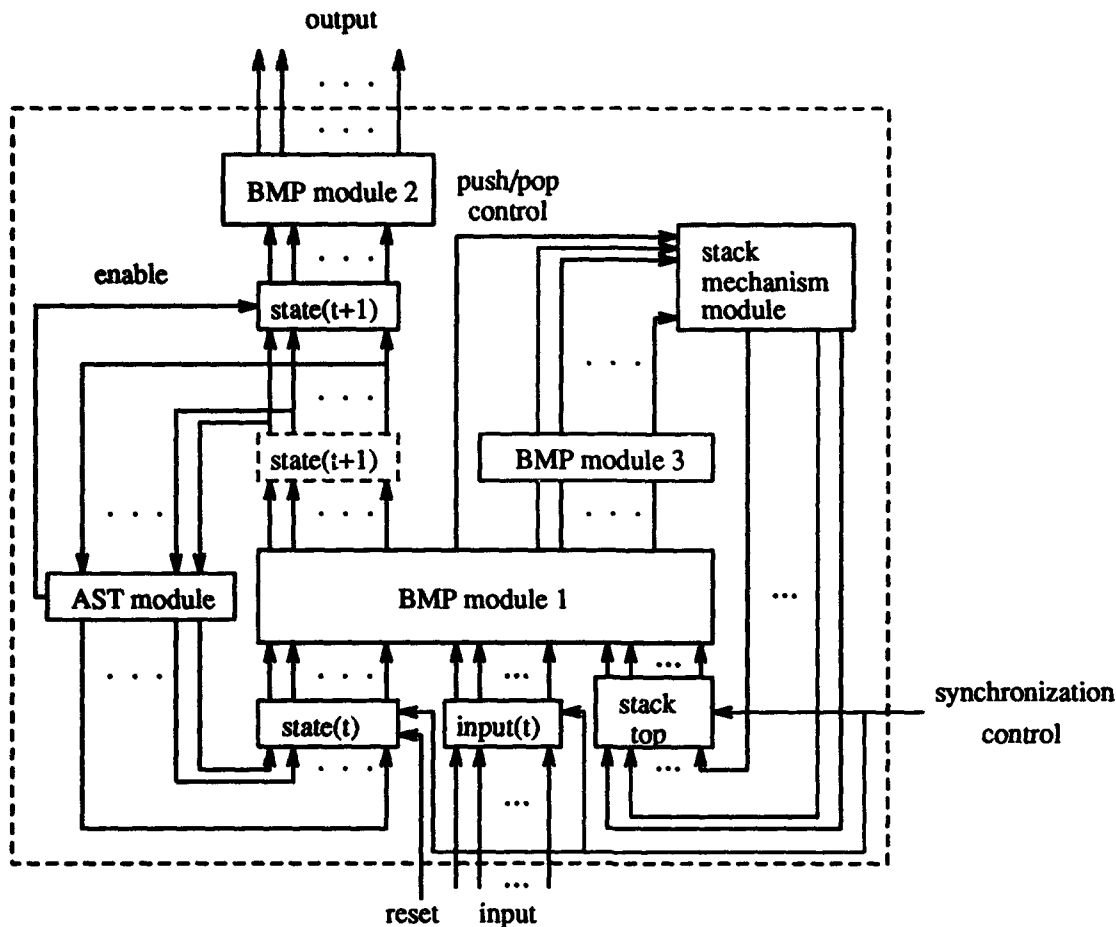 output
BMP module 2
push/pop
control
stack
mechanism
module
enable
state(t+1)
state(t+1)
BMP module 3
AST module
BMP module 1
state(t)
input(t)
stack
top
synchronization
control
reset
input